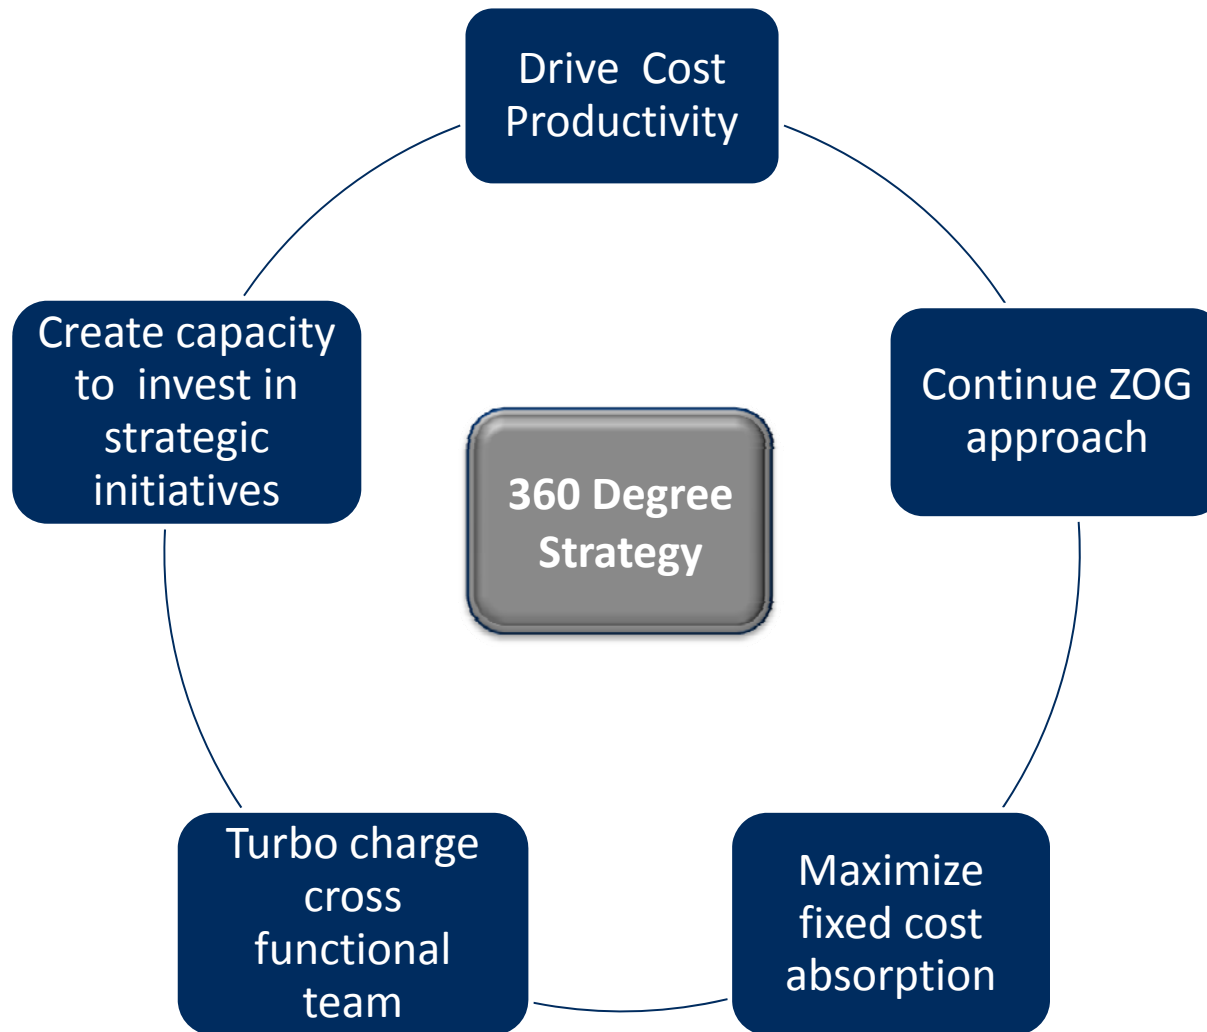 Drive  Cost
Productivity
Continue ZOG
approach
Maximize
fixed cost
absorption
Turbo charge
cross
functional
team
Create capacity
to  invest in
strategic
initiatives
360 Degree
Strategy